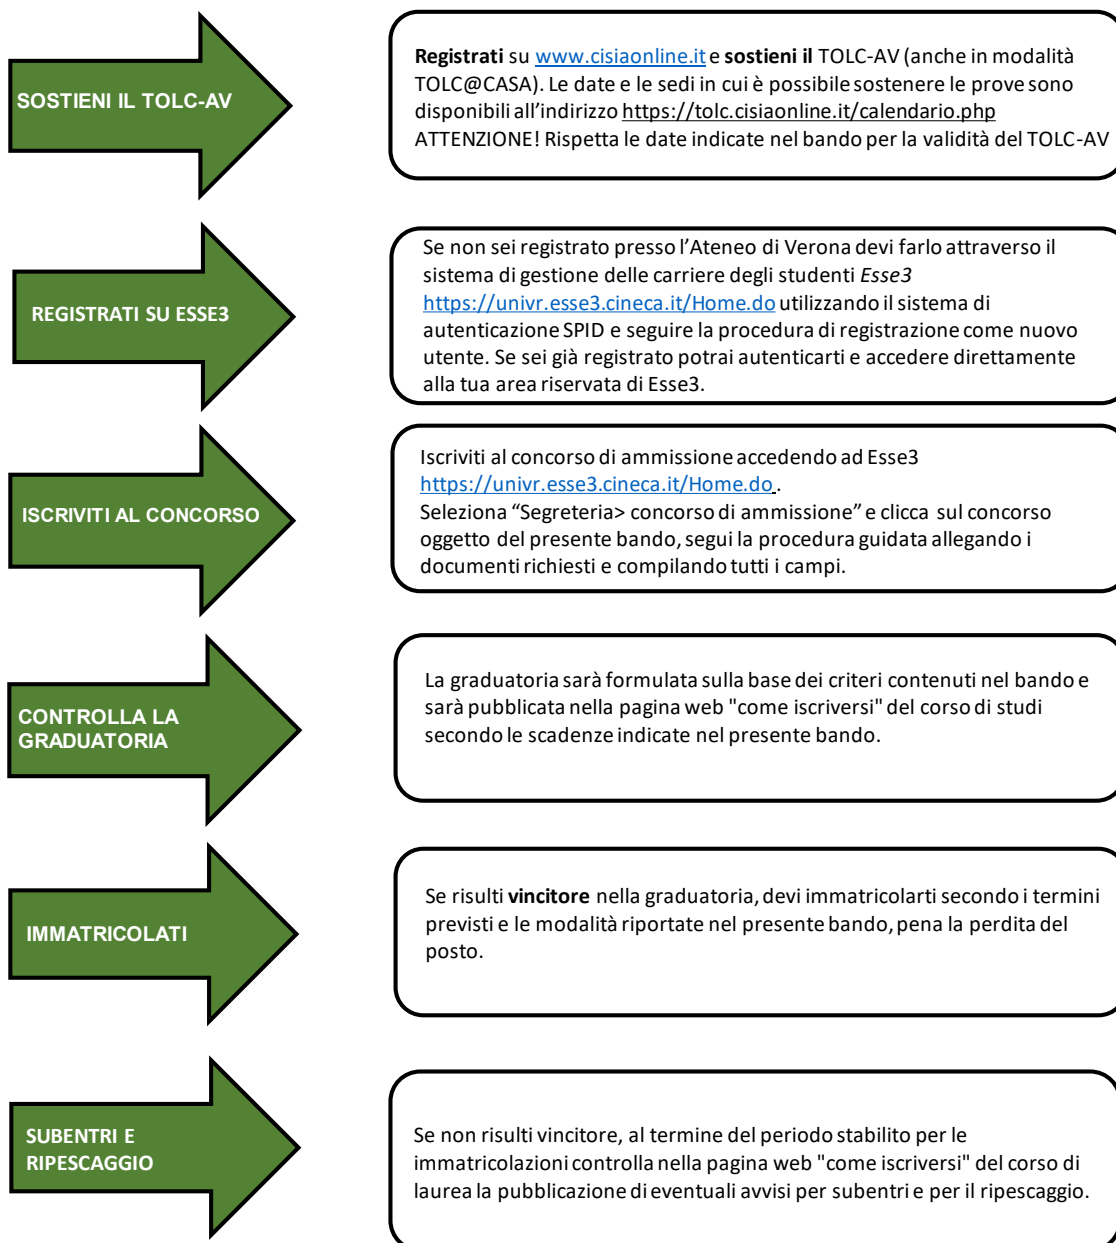 SOSTIENI IL TOLC-AV
Registrati su www.cisiaonline.it e sostieni il TOLC-AV (anche in modalità
TOLC@CASA). Le date e le sedi in cui è possibile sostenere le prove sono
disponibili all’indirizzo https://tolc.cisiaonline.it/calendario.php
ATTENZIONE! Rispetta le date indicate nel bando per la validità del TOLC-AV
REGISTRATI SU ESSE3
Se non sei registrato presso l’Ateneo di Verona devi farlo attraverso il
sistema di gestione delle carriere degli studenti Esse3
https://univr.esse3.cineca.it/Home.do utilizzando il sistema di
autenticazione SPID e seguire la procedura di registrazione come nuovo
utente. Se sei già registrato potrai autenticarti e accedere direttamente
alla tua area riservata di Esse3.
ISCRIVITI AL CONCORSO
Iscriviti al concorso di ammissione accedendo ad Esse3
https://univr.esse3.cineca.it/Home.do .
Seleziona “Segreteria> concorso di ammissione” e clicca sul concorso
oggetto del presente bando, segui la procedura guidata allegando i
documenti richiesti e compilando tutti i campi.
CONTROLLA LA
GRADUATORIA
La graduatoria sarà formulata sulla base dei criteri contenuti nel bando e
sarà pubblicata nella pagina web "come iscriversi" del corso di studi
secondo le scadenze indicate nel presente bando.
IMMATRICOLATI
Se risulti vincitore nella graduatoria, devi immatricolarti secondo i termini
previsti e le modalità riportate nel presente bando, pena la perdita del
posto.
SUBENTRI E
RIPESCAGGIO
Se non risulti vincitore, al termine del periodo stabilito per le
immatricolazioni controlla nella pagina web "come iscriversi" del corso di
laurea la pubblicazione di eventuali avvisi per subentri e per il ripescaggio.